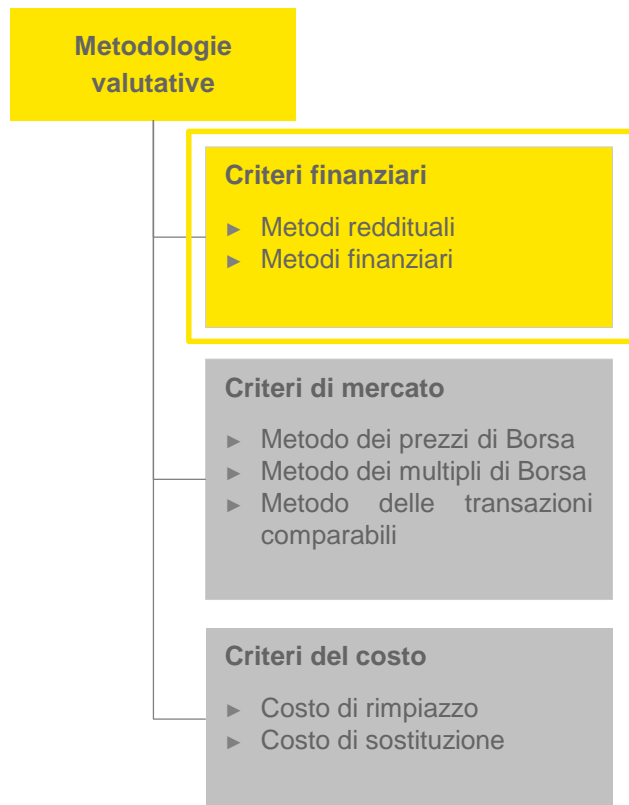 Metodologie
valutative
Criteri finanziari
► Metodi reddituali
► Metodi finanziari
Criteri di mercato
► Metodo dei prezzi di Borsa
► Metodo dei multipli di Borsa
► Metodo delle transazioni
comparabili
Criteri del costo
► Costo di rimpiazzo
► Costo di sostituzione